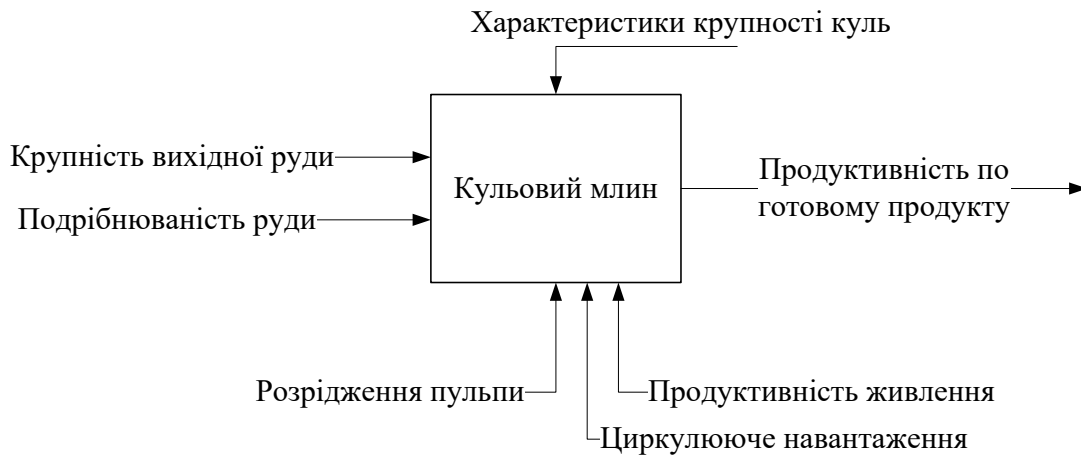 Характеристики крупності куль
Крупність вихідної руди
Подрібнюваність руди
Кульовий млин
Продуктивність по
готовому продукту
Розрідження пульпи
Продуктивність живлення
Циркулююче навантаження